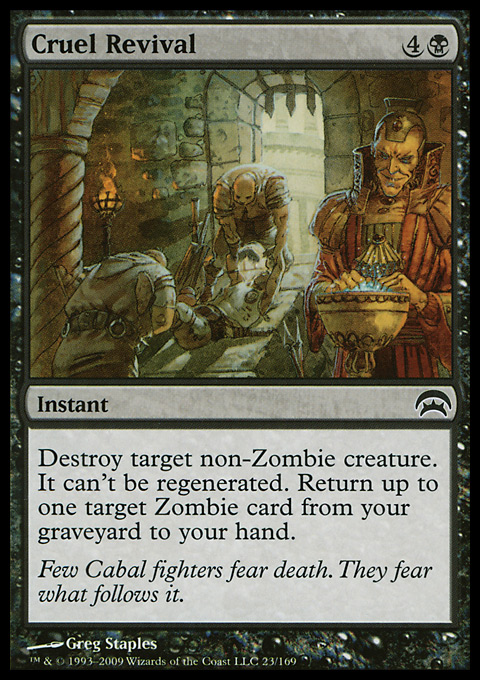 Cruel Revival 4
Instant
Destroy target non-Zombie creature.
It can't be regenerated. Return up to
one target Zombie card from your
graveyard to your hand.
Few Cabal fighters fear death. They fear
what follows it.
Greg Staples
™ & © 1993–2009 Wizards of the Coast LLC 23/169